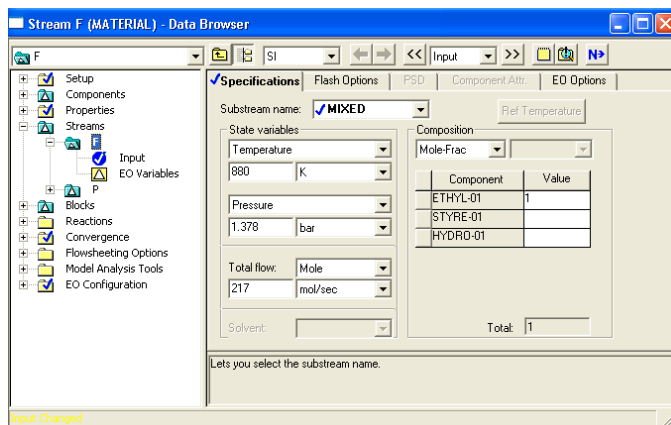 Stream F (MATERIAL) - Data Browser
F SI << Input >> N
Setup
Components
Properties
Streams
F
Input
EO Variables
P
Blocks
Reactions
Convergence
Flowsheeting Options
Model Analysis Tools
EO Configuration
Specifications Flash Options PSD Component Attr. EO Options
Substream name: MIXED Ref Temperature
State variables
Temperature
880 K
Pressure
1.378 bar
Total flow: Mole
217 mol/sec
Solvent:
Composition
Mole-Frac
Component Value
ETHYL-01 1
STYRE-01
HYDRO-01
Total: 1
Lets you select the substream name.
Input Changed